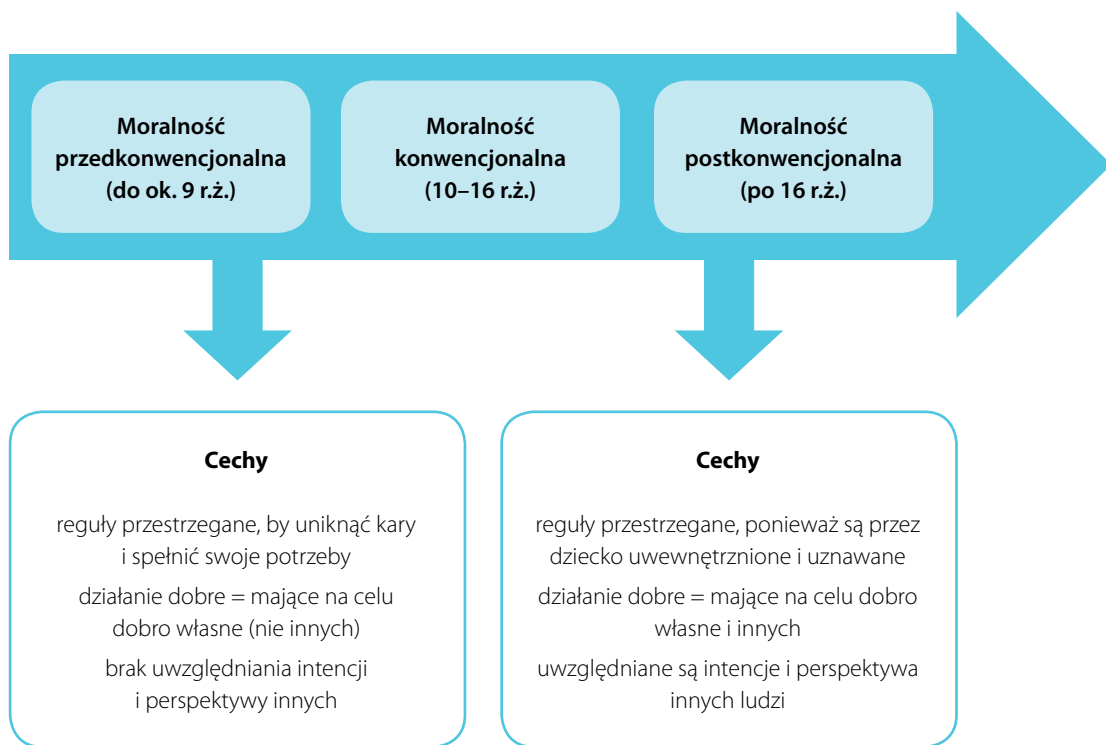 Moralność
przedkonwencjonalna
(do ok. 9 r.ż.)
Moralność
konwencjonalna
(10–16 r.ż.)
Moralność
postkonwencjonalna
(po 16 r.ż.)
Cechy
reguły przestrzegane, by uniknąć kary
i spełnić swoje potrzeby
działanie dobre = mające na celu
dobro własne (nie innych)
brak uwzględniania intencji
i perspektywy innych
Cechy
reguły przestrzegane, ponieważ są przez
dziecko uwewnętrznione i uznawane
działanie dobre = mające na celu dobro
własne i innych
uwzględniane są intencje i perspektywa
innych ludzi